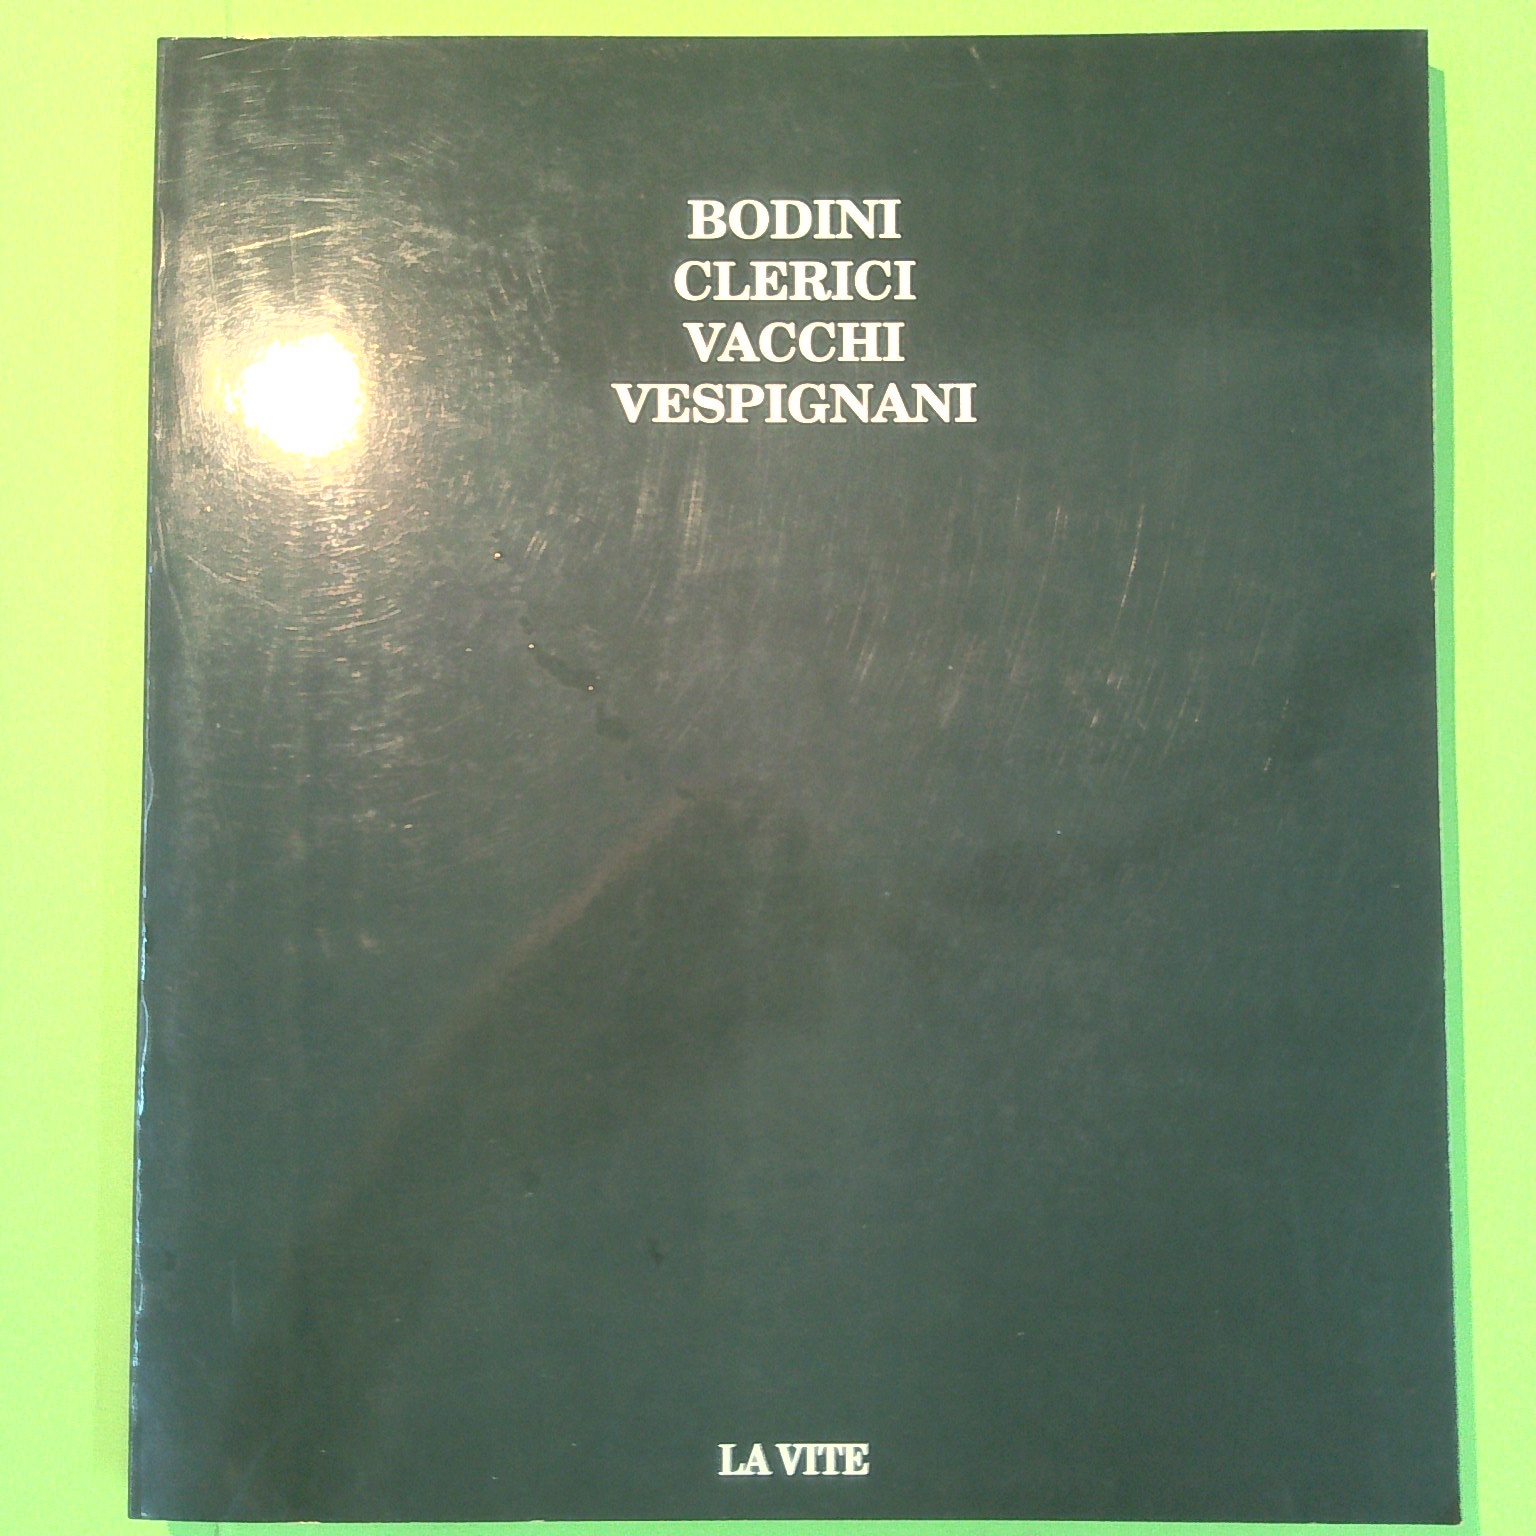 BODINI
CLERICI
VACCHI
VESPIGNANI
LA VITE